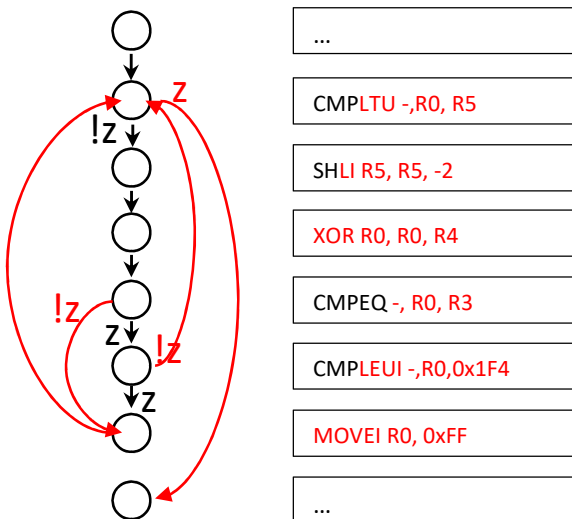 ...
z
CMPLTU -,R0, R5
!z
SHLI R5, R5, -2
XOR R0, R0, R4
CMPEQ -, R0, R3
!z
z
!z
CMPLEUI -,R0,0x1F4
z
MOVEI R0, 0xFF
...